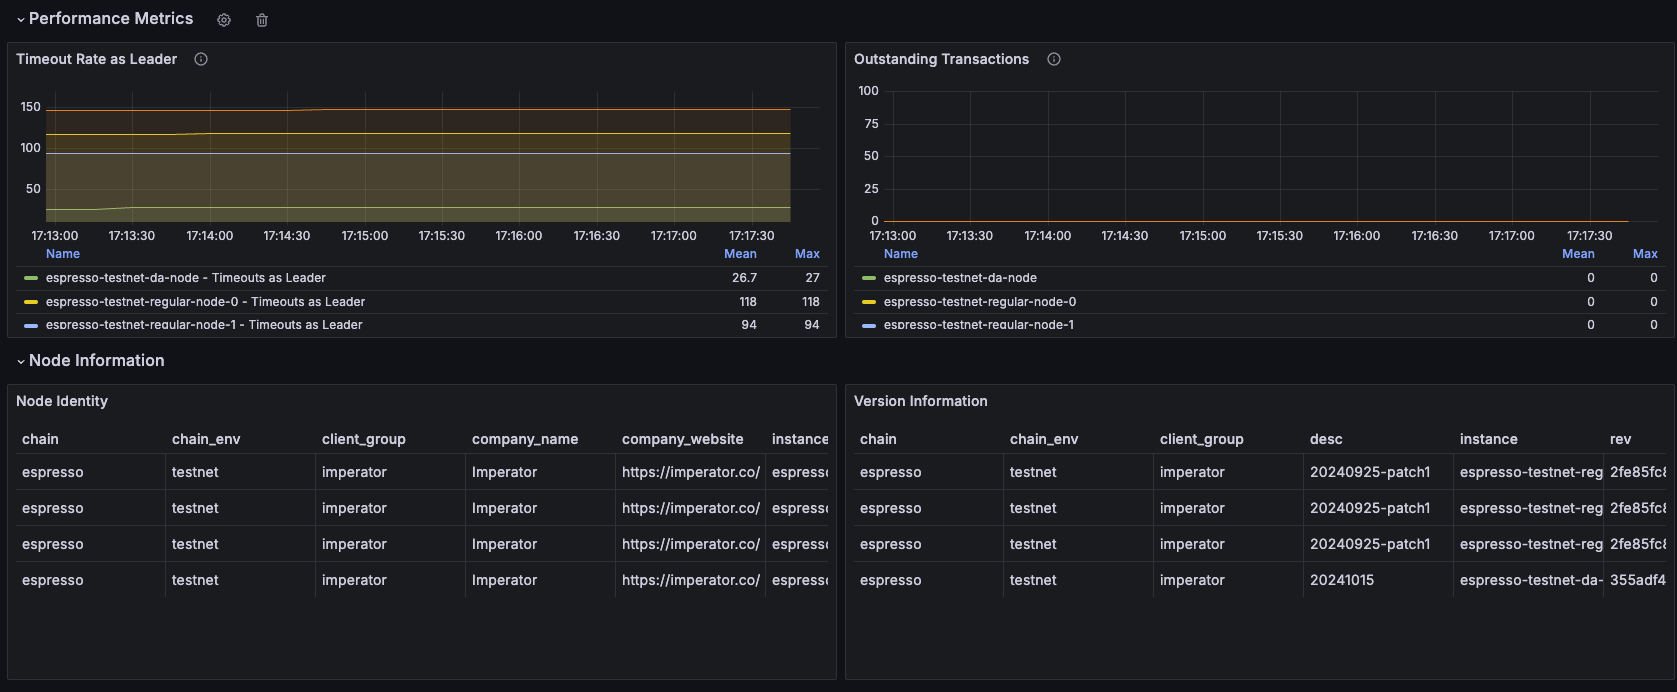 Performance Metrics
Timeout Rate as Leader
150
100
50
17:13:00 17:13:30 17:14:00 17:14:30 17:15:00 17:15:30 17:16:00 17:16:30 17:17:00 17:17:30
Name Mean Max
espresso-testnet-da-node - Timeouts as Leader 26.7 27
espresso-testnet-regular-node-0 - Timeouts as Leader 118 118
espresso-testnet-regular-node-1 - Timeouts as Leader 94 94
Outstanding Transactions
100
75
50
25
0
17:13:00 17:13:30 17:14:00 17:14:30 17:15:00 17:15:30 17:16:00 17:16:30 17:17:00 17:17:30
Name Mean Max
espresso-testnet-da-node 0 0
espresso-testnet-regular-node-0 0 0
espresso-testnet-regular-node-1 0 0
Node Information
Node Identity
chain chain_env client_group company_name company_website instance
espresso testnet imperator Imperator https://imperator.co/ espresso
espresso testnet imperator Imperator https://imperator.co/ espresso
espresso testnet imperator Imperator https://imperator.co/ espresso
espresso testnet imperator Imperator https://imperator.co/ espresso
Version Information
chain chain_env client_group desc instance rev
espresso testnet imperator 20240925-patch1 espresso-testnet-reg 2fe85fc8
espresso testnet imperator 20240925-patch1 espresso-testnet-reg 2fe85fc8
espresso testnet imperator 20240925-patch1 espresso-testnet-reg 2fe85fc8
espresso testnet imperator 20241015 espresso-testnet-da- 355adf4